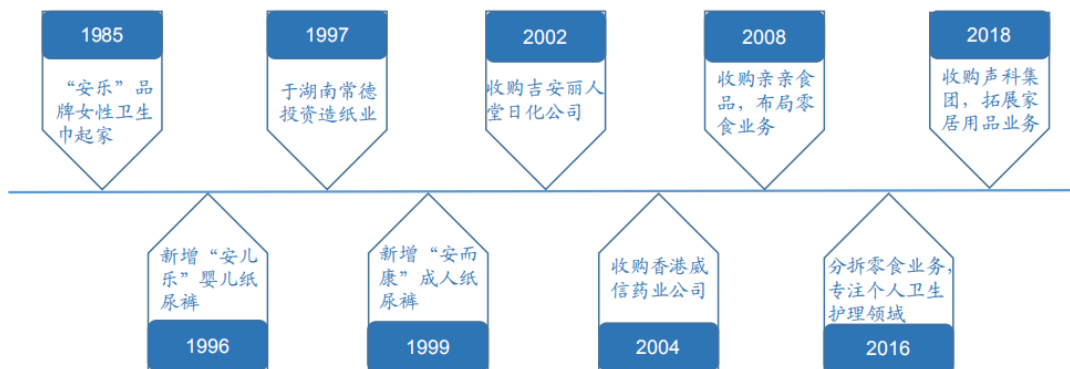 1985
“安乐”品
牌女性卫生
巾起家
1997
于湖南常德
投资造纸业
2002
收购吉安丽人
堂日化公司
2008
收购亲亲食
品，布局零
食业务
2018
收购声科集
团，拓展家
居用品业务
新增“安儿
乐”婴儿纸
尿裤
1996
新增“安而
康”成人纸
尿裤
1999
收购香港威
信药业公司
2004
分拆零食业务，
专注个人卫生
护理领域
2016